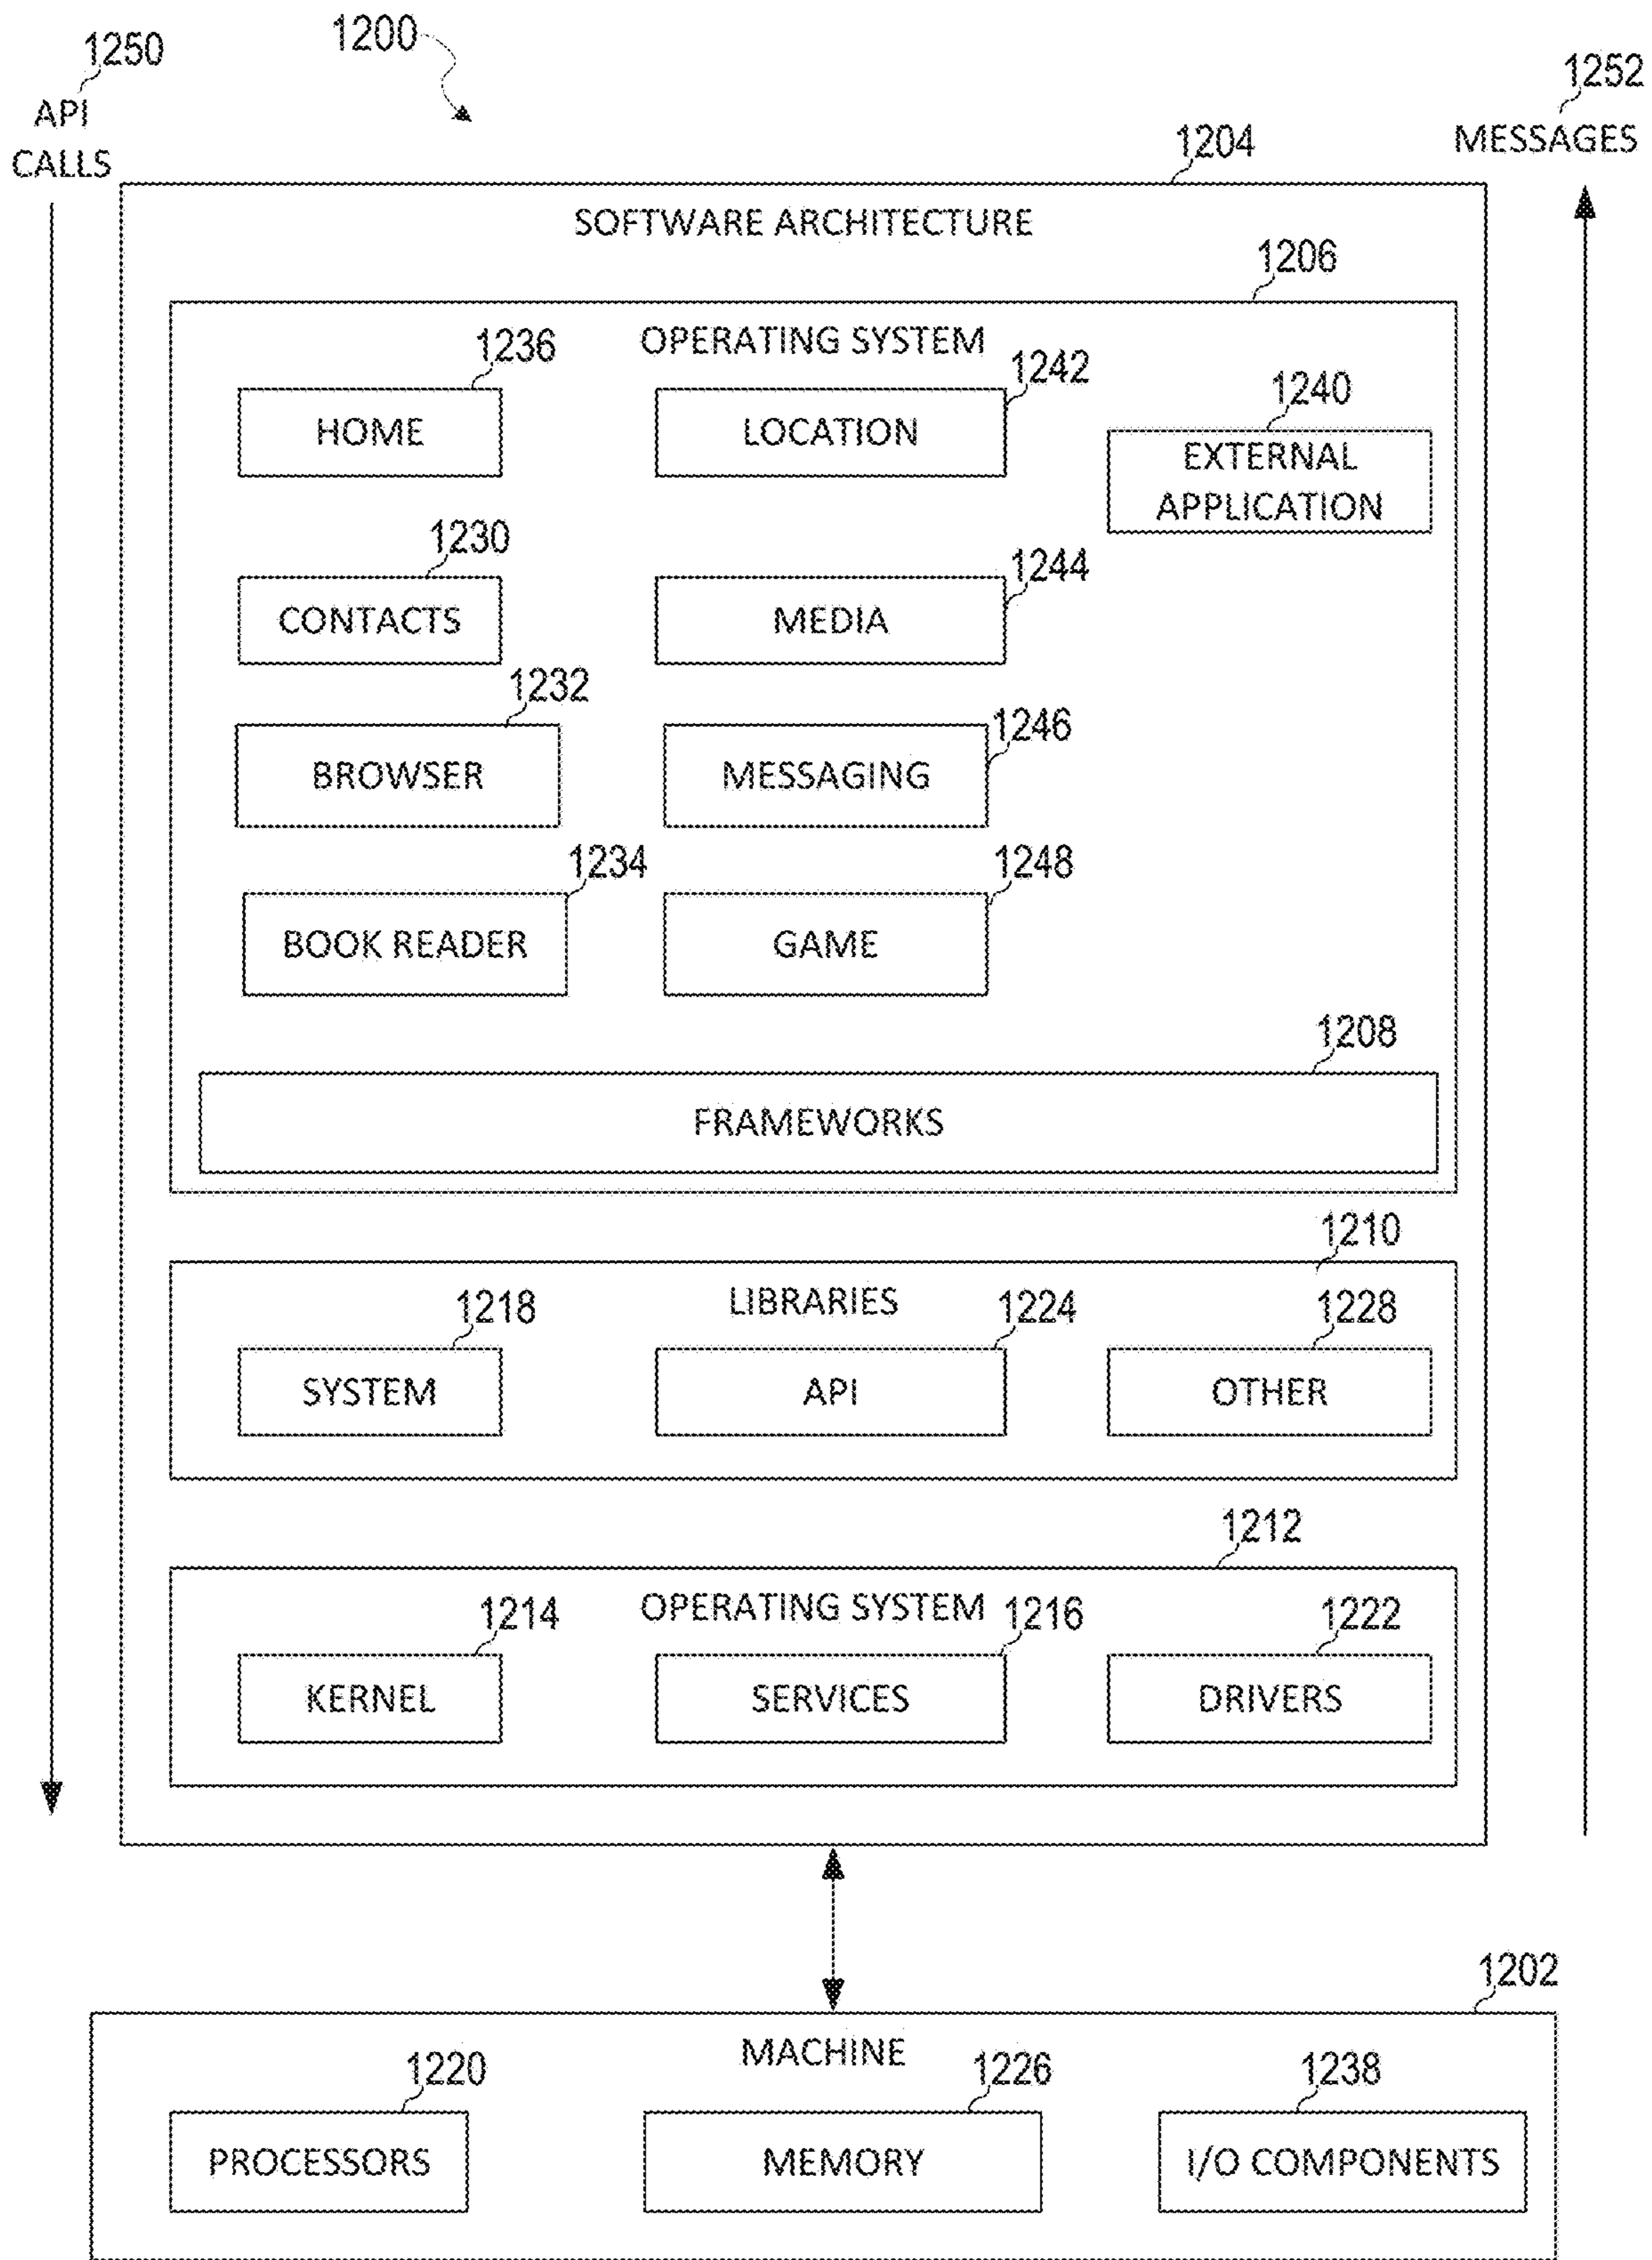 1250
1200
1252
API
CALLS
MESSAGES
1204
SOFTWARE ARCHITECTURE
1206
OPERATING SYSTEM
1236
HOME
1242
LOCATION
1240
EXTERNAL
APPLICATION
1230
CONTACTS
1244
MEDIA
1232
BROWSER
1246
MESSAGING
1234
BOOK READER
1248
GAME
1208
FRAMEWORKS
1210
LIBRARIES
1218
SYSTEM
1224
API
1228
OTHER
1212
OPERATING SYSTEM
1214
KERNEL
1216
SERVICES
1222
DRIVERS
1202
MACHINE
1220
PROCESSORS
1226
MEMORY
1238
I/O COMPONENTS